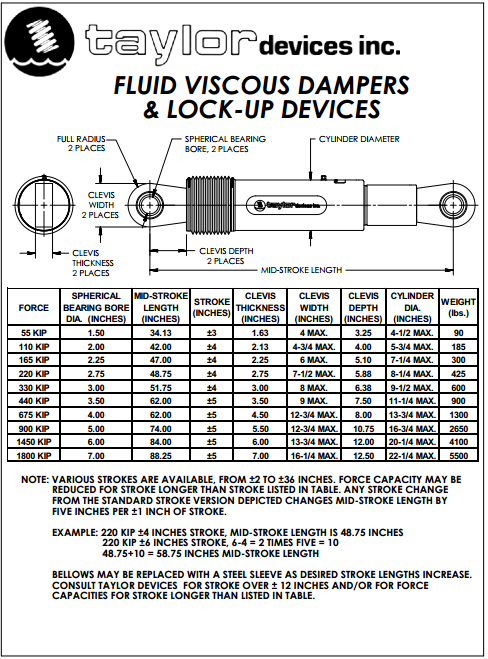 taylor devices inc.
FLUID VISCOUS DAMPERS
& LOCK-UP DEVICES
FULL RADIUS
2 PLACES
SPHERICAL BEARING
BORE, 2 PLACES
CYLINDER DIAMETER
CLEVIS
WIDTH
2 PLACES
taylor devices inc.
CLEVIS
THICKNESS
2 PLACES
CLEVIS DEPTH
2 PLACES
MID-STROKE LENGTH
FORCE SPHERICAL BEARING BORE DIA. (INCHES) MID-STROKE LENGTH (INCHES) STROKE (INCHES) CLEVIS THICKNESS (INCHES) CLEVIS WIDTH (INCHES) CLEVIS DEPTH (INCHES) CYLINDER DIA. (INCHES) WEIGHT (lbs.)
55 KIP 1.50 34.13 ±3 1.63 4 MAX. 3.25 4-1/2 MAX. 90
110 KIP 2.00 42.00 ±4 2.13 4-3/4 MAX. 4.00 5-3/4 MAX. 185
165 KIP 2.25 47.00 ±4 2.25 6 MAX. 5.10 7-1/4 MAX. 300
220 KIP 2.75 48.75 ±4 2.75 7-1/2 MAX. 5.88 8-1/4 MAX. 425
330 KIP 3.00 51.75 ±4 3.00 8 MAX. 6.38 9-1/2 MAX. 600
440 KIP 3.50 62.00 ±5 3.50 9 MAX. 7.50 11-1/4 MAX. 900
675 KIP 4.00 62.00 ±5 4.50 12-3/4 MAX. 8.00 13-3/4 MAX. 1300
900 KIP 5.00 74.00 ±5 5.50 12-3/4 MAX. 10.75 16-3/4 MAX. 2650
1450 KIP 6.00 84.00 ±5 6.00 13-3/4 MAX. 12.00 20-1/4 MAX. 4100
1800 KIP 7.00 88.25 ±5 7.00 16-1/4 MAX. 12.50 22-1/4 MAX. 5500
NOTE: VARIOUS STROKES ARE AVAILABLE, FROM ±2 TO ±36 INCHES. FORCE CAPACITY MAY BE
REDUCED FOR STROKE LONGER THAN STROKE LISTED IN TABLE. ANY STROKE CHANGE
FROM THE STANDARD STROKE VERSION DEPICTED CHANGES MID-STROKE LENGTH BY
FIVE INCHES PER ±1 INCH OF STROKE.
EXAMPLE: 220 KIP ±4 INCHES STROKE, MID-STROKE LENGTH IS 48.75 INCHES
220 KIP ±6 INCHES STROKE, 6-4 = 2 TIMES FIVE = 10
48.75+10 = 58.75 INCHES MID-STROKE LENGTH
BELLOWS MAY BE REPLACED WITH A STEEL SLEEVE AS DESIRED STROKE LENGTHS INCREASE.
CONSULT TAYLOR DEVICES FOR STROKE OVER ± 12 INCHES AND/OR FOR FORCE
CAPACITIES FOR STROKE LONGER THAN LISTED IN TABLE.